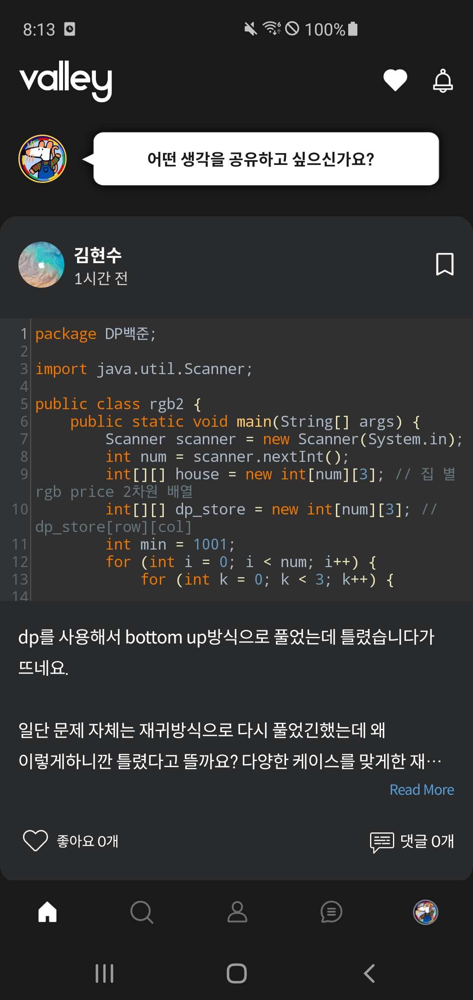 8:13
100%
valley
어떤 생각을 공유하고 싶으신가요?
김현수
1시간 전
1 package DP백준;
2
3 import java.util.Scanner;
4
5 public class rgb2 {
6 public static void main(String[] args) {
7 Scanner scanner = new Scanner(System.in);
8 int num = scanner.nextInt();
9 int[][] house = new int[num][3]; // 집 별
rgb price 2차원 배열
10 int[][] dp_store = new int[num][3]; //
dp_store[row][col]
11 int min = 1001;
12 for (int i = 0; i < num; i++) {
13 for (int k = 0; k < 3; k++) {
14
dp를 사용해서 bottom up방식으로 풀었는데 틀렸습니다가
뜨네요.
일단 문제 자체는 재귀방식으로 다시 풀었긴했는데 왜
이렇게하니깐 틀렸다고 뜰까요? 다양한 케이스를 맞게한 재…
Read More
좋아요 0개
댓글 0개